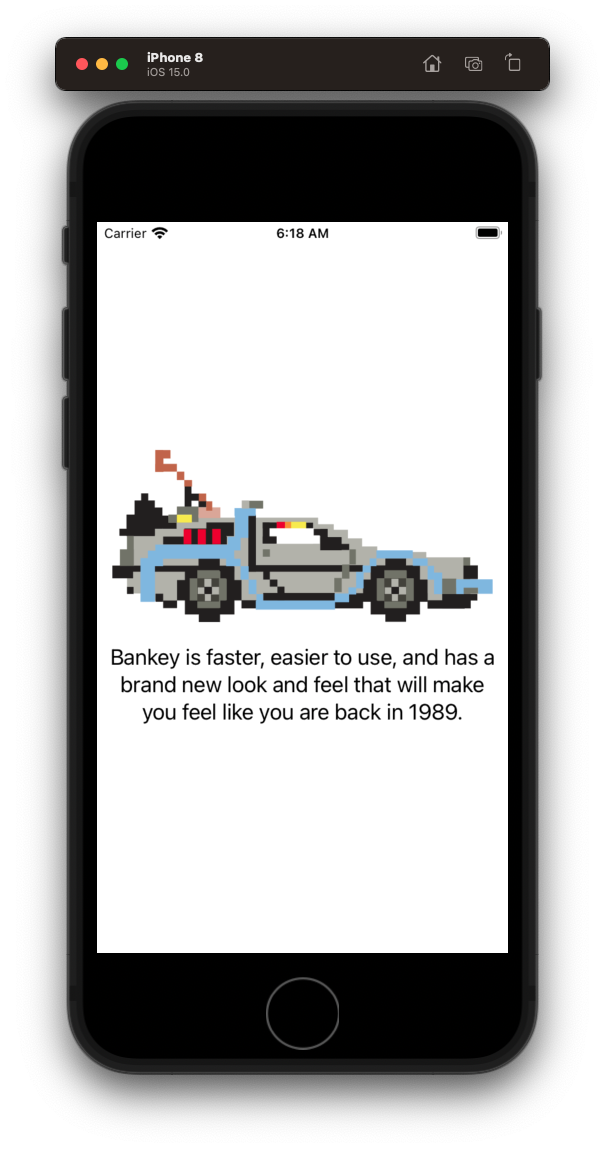 iPhone 8
iOS 15.0
Carrier 6:18 AM
Bankey is faster, easier to use, and has a
brand new look and feel that will make
you feel like you are back in 1989.